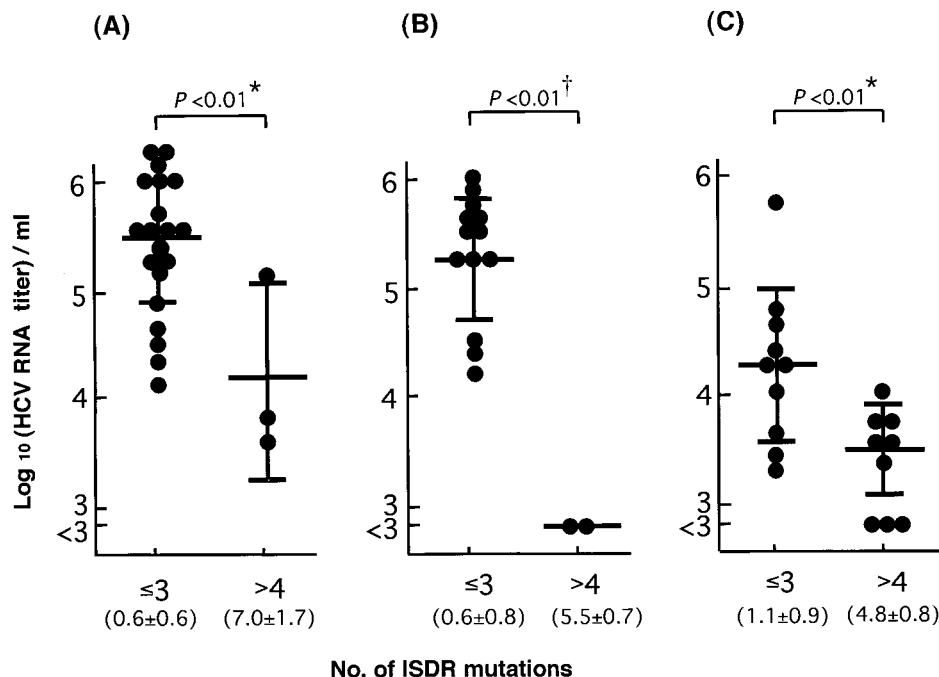 (A) (B) (C)
P <0.01* P <0.01† P <0.01*
Log 10 (HCV RNA titer) / ml
6 6 6
5 5 5
4 4 4
3 3 3
<3 <3 <3
≤3 >4 ≤3 >4 ≤3 >4
(0.6±0.6) (7.0±1.7) (0.6±0.8) (5.5±0.7) (1.1±0.9) (4.8±0.8)
No. of ISDR mutations